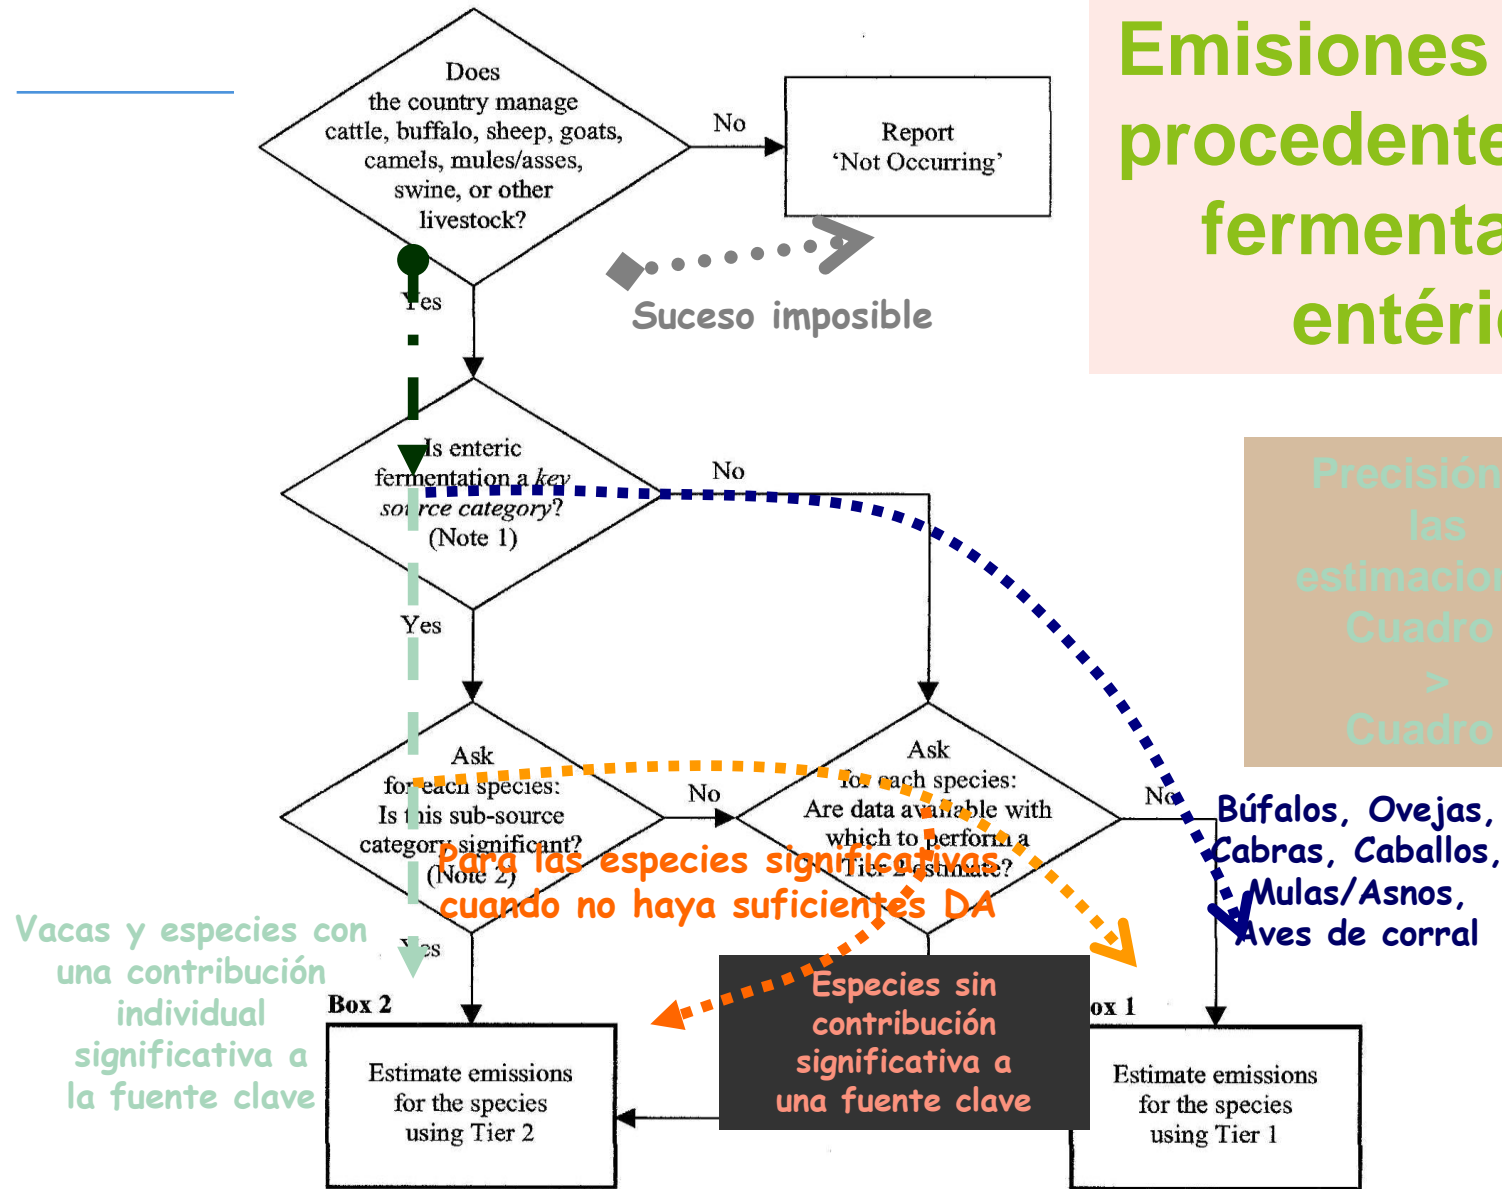 Does
the country manage
cattle, buffalo, sheep, goats,
camels, mules/asses,
swine, or other
livestock?
No
Report
‘Not Occurring’
Emisiones
procedente
fermenta
entéri
Suceso imposible
Yes
Is enteric
fermentation a key
source category?
(Note 1)
No
Precisión
las
estimacion
Cuadro
>
Cuadro
Yes
Ask
for each species:
Is this sub-source
category significant?
(Note 2)
No
Ask
for each species:
Are data available with
which to perform a
Tier 2 estimate?
No
Búfalos, Ovejas,
Cabras, Caballos,
Mulas/Asnos,
Aves de corral
Para las especies significativas
cuando no haya suficientes DA
Vacas y especies con
una contribución
individual
significativa a
la fuente clave
Yes
Especies sin
contribución
significativa a
una fuente clave
Box 2
Estimate emissions
for the species
using Tier 2
ox 1
Estimate emissions
for the species
using Tier 1